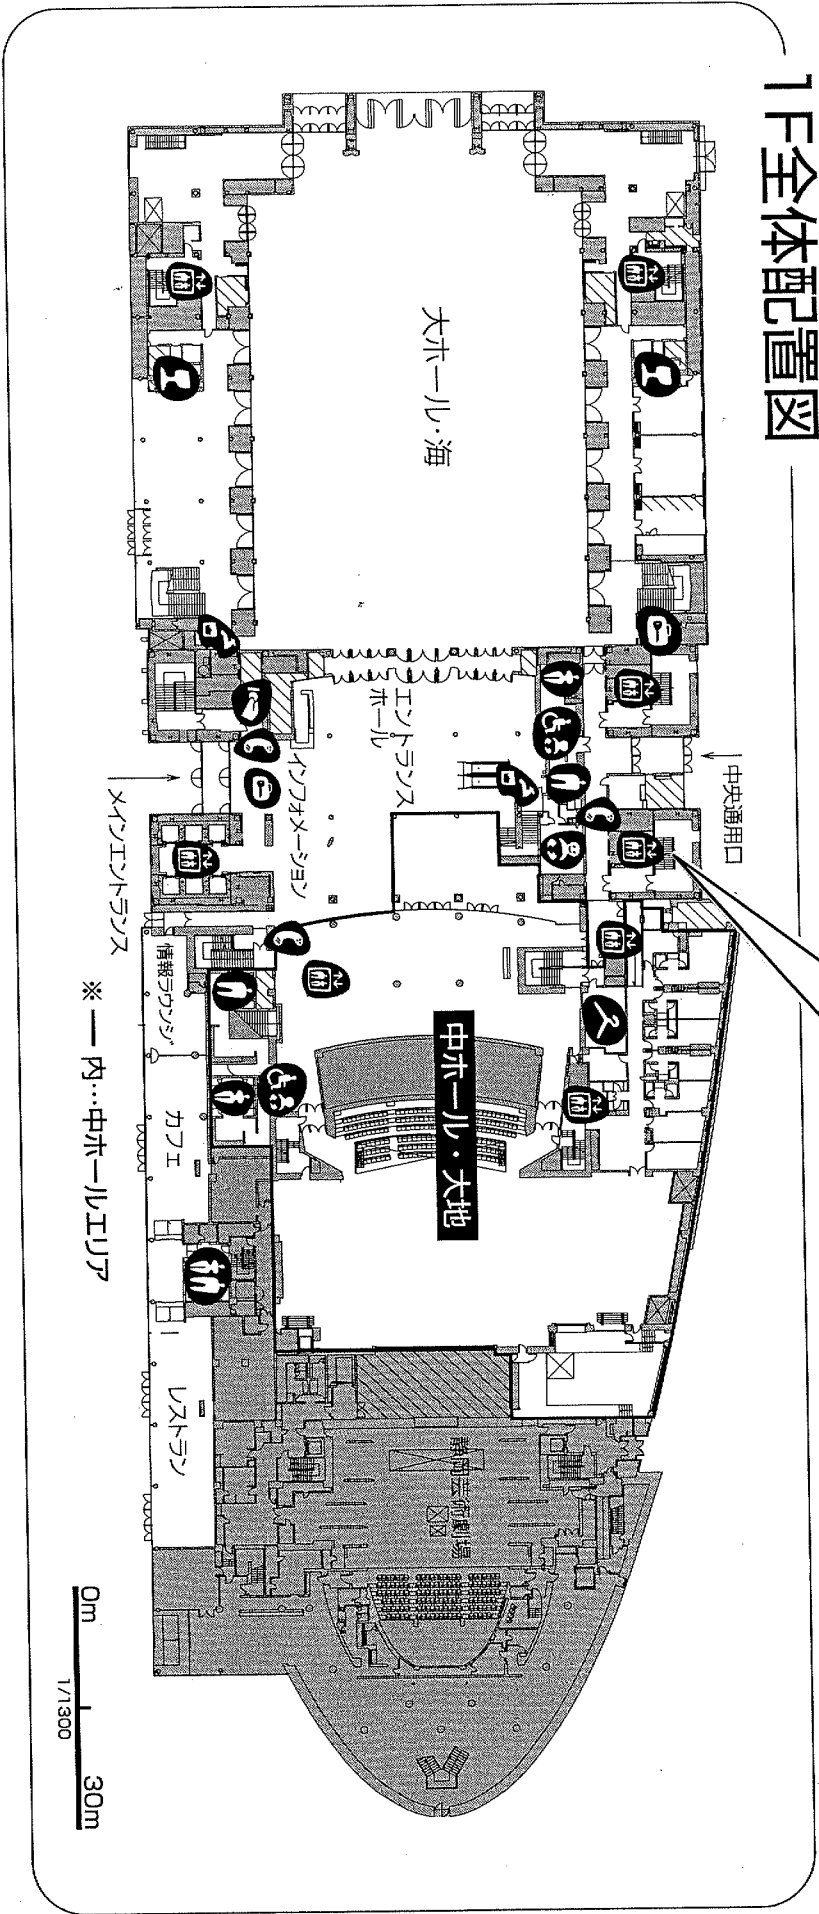 1F全体配置図
大ホール・海
エントランス
ホール
インフォメーション
中央通用口
メインエントランス
情報ラウンジ
カフェ
レストラン
中ホール・大地
静岡芸術劇場
※ー内…中ホールエリア
0m
30m
1/1300